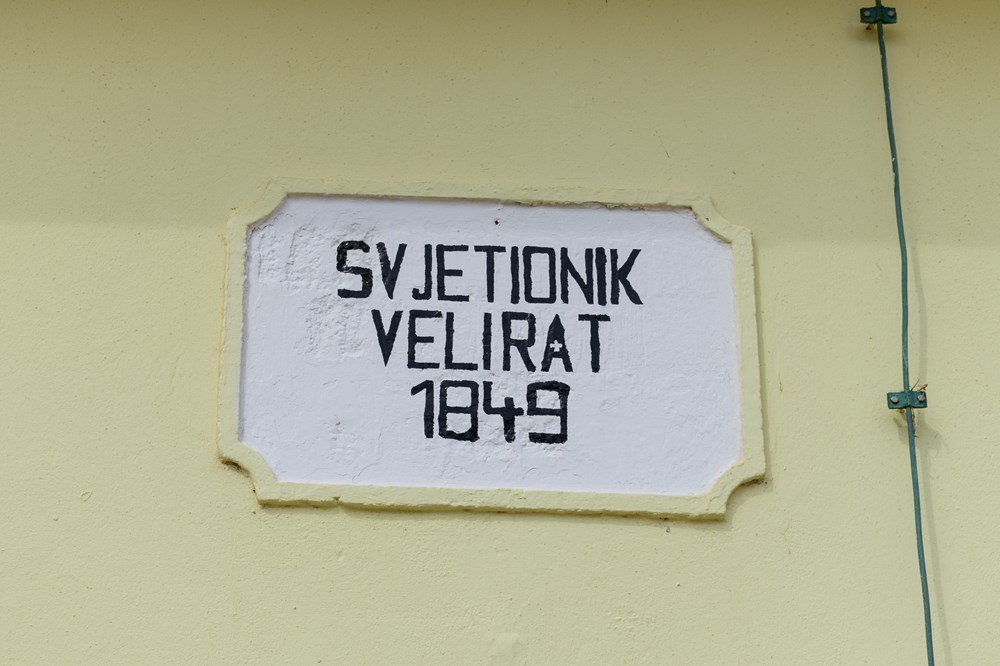 SVJETIONIK
VELIRAT
1849